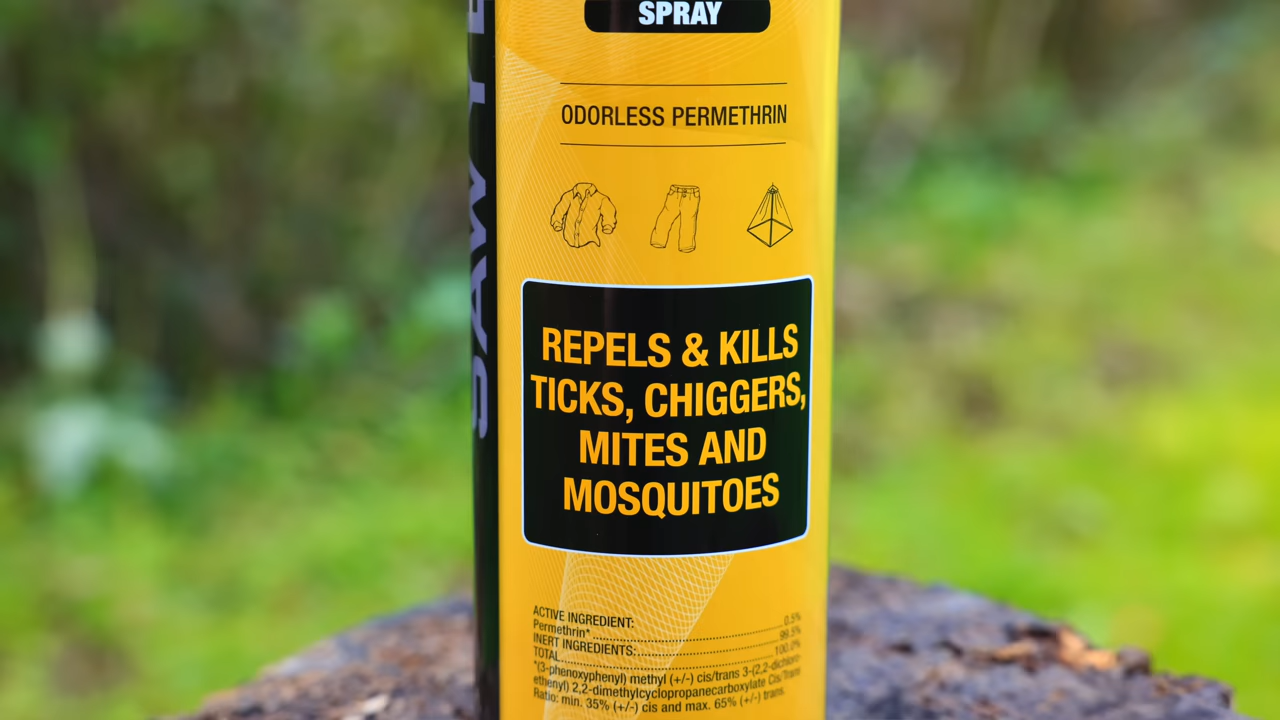 SPRAY
ODORLESS PERMETHRIN
REPELS & KILLS
TICKS, CHIGGERS,
MITES AND
MOSQUITOES
ACTIVE INGREDIENT:
Permethrin*..........0.5%
INERT INGREDIENTS:..........99.5%
TOTAL..........100.0%
*(3-phenoxyphenyl) methyl (+/-) cis/trans 3-(2,2-dichloro-
ethenyl) 2,2-dimethylcyclopropanecarboxylate Cis/Trans
Ratio: min. 35% (+/-) cis and max. 65% (+/-) trans.
SAWYE